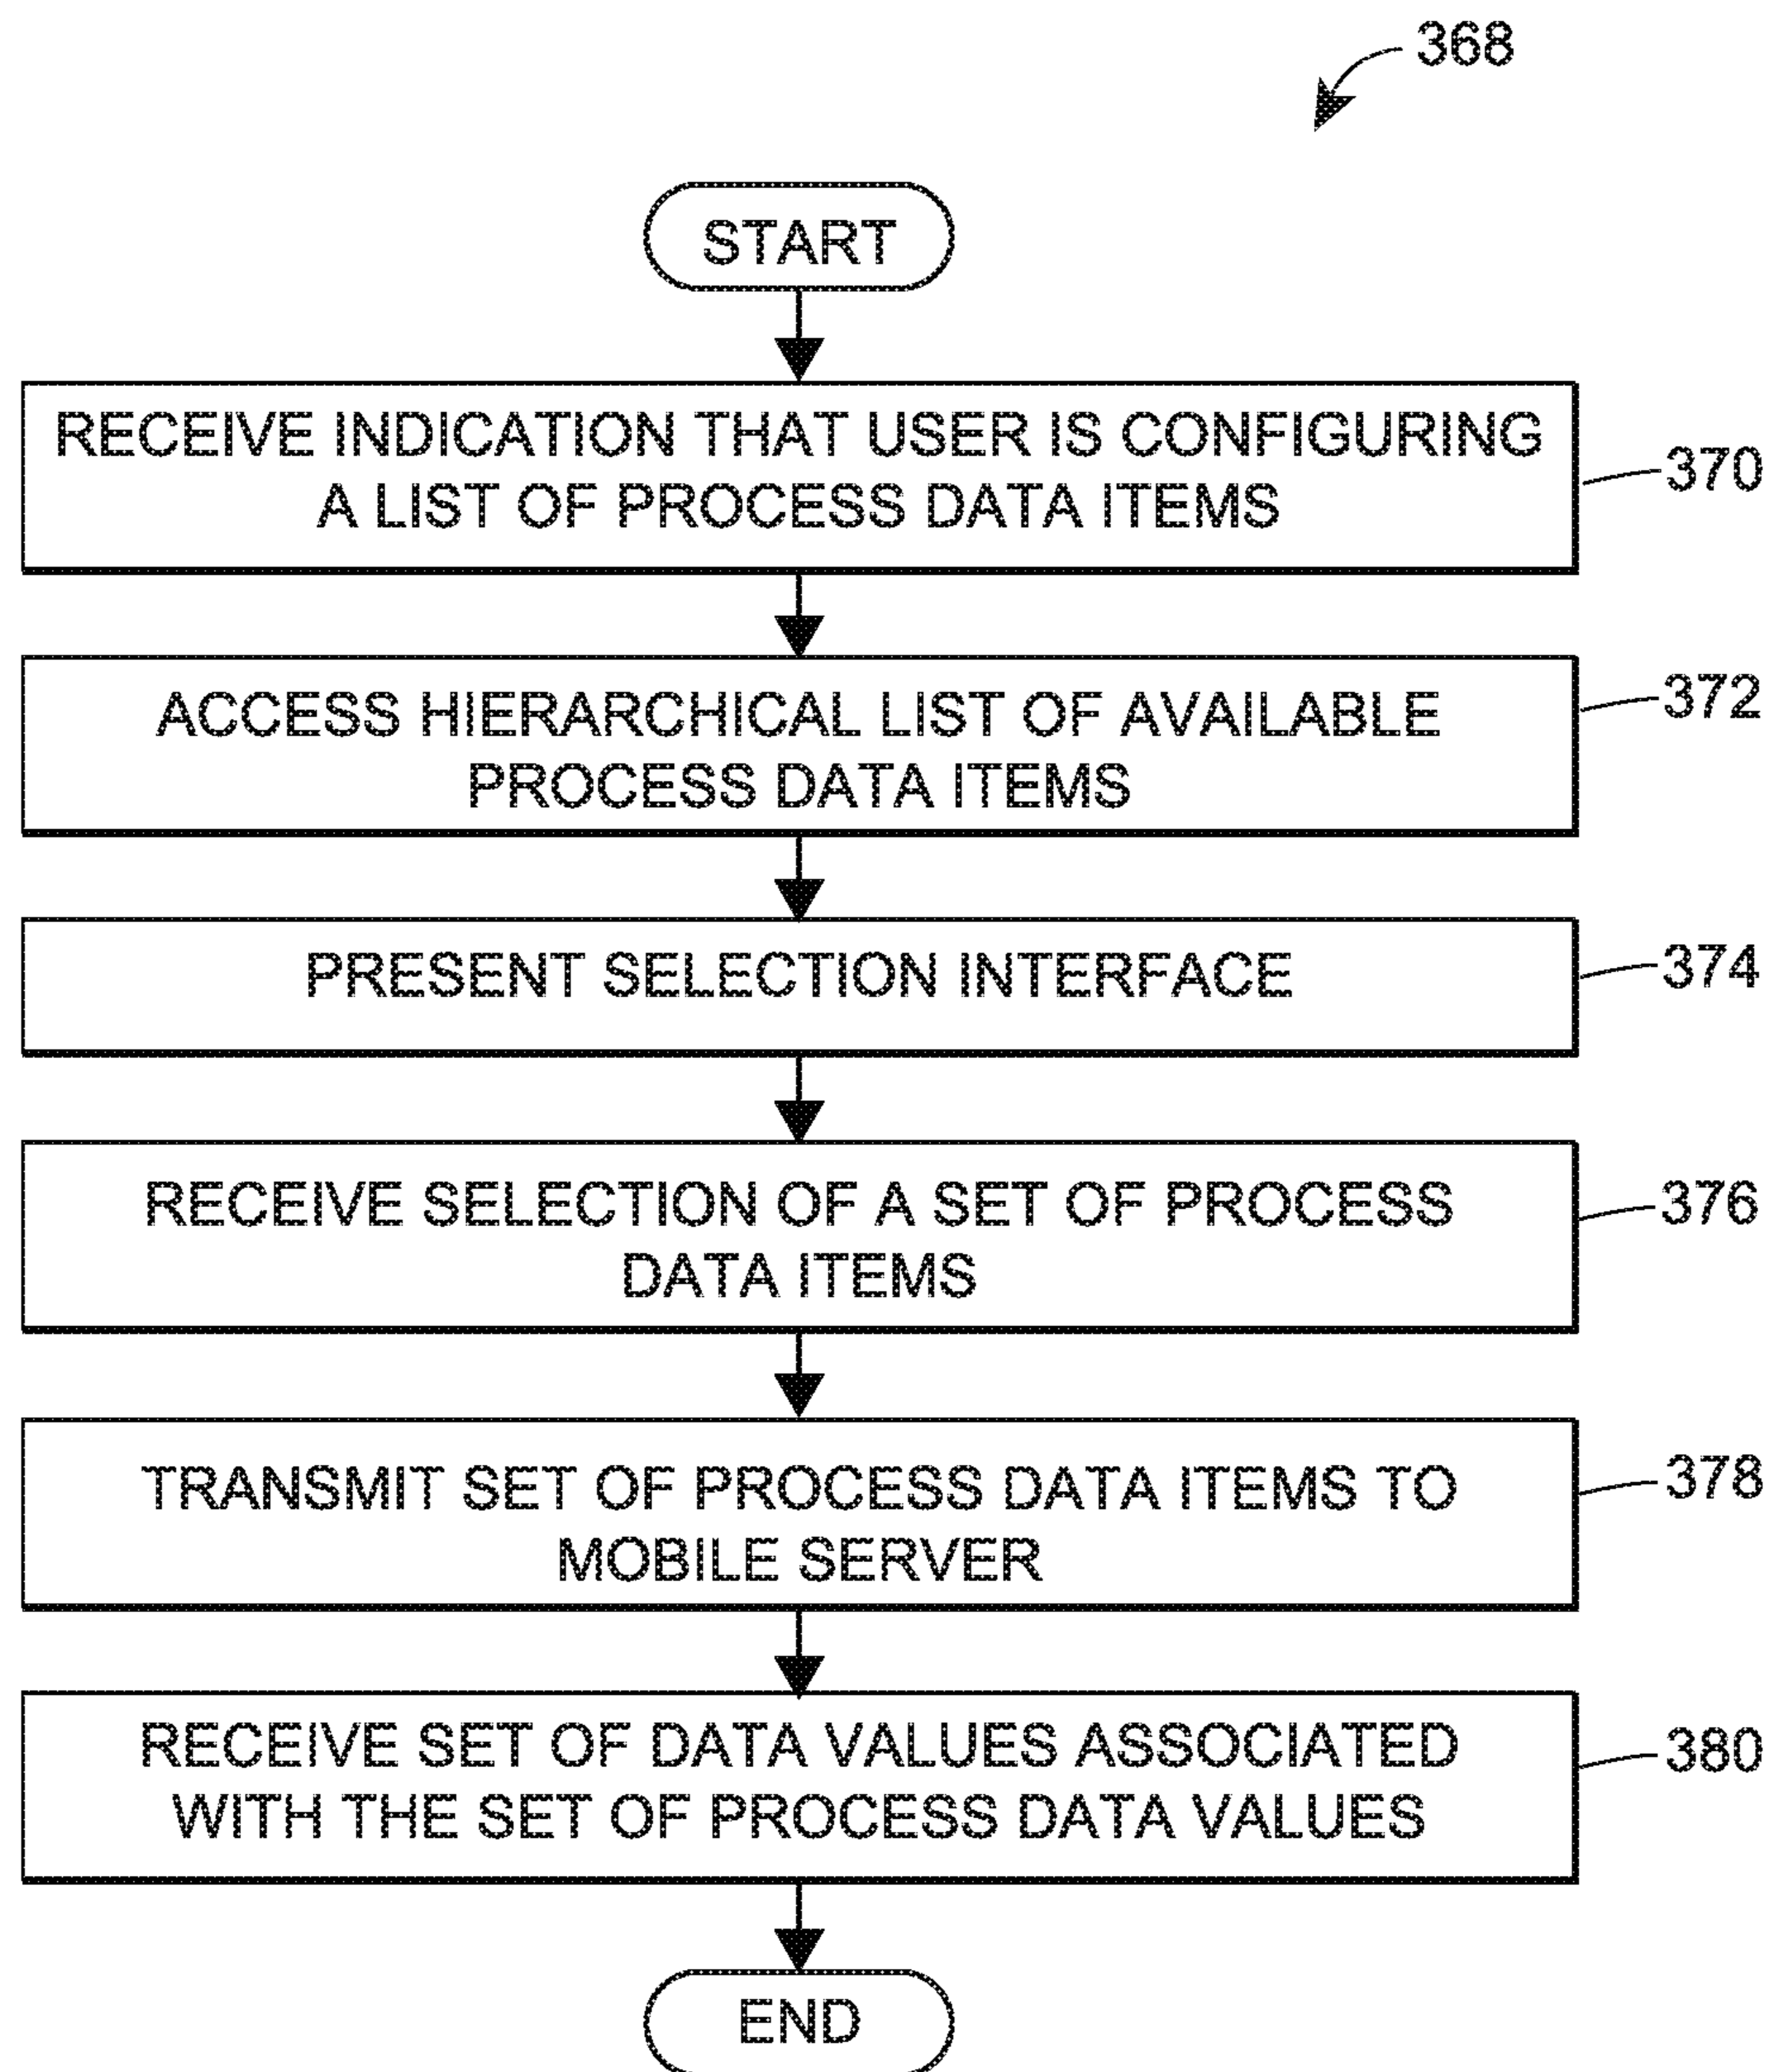 368
START
RECEIVE INDICATION THAT USER IS CONFIGURING
A LIST OF PROCESS DATA ITEMS
370
ACCESS HIERARCHICAL LIST OF AVAILABLE
PROCESS DATA ITEMS
372
PRESENT SELECTION INTERFACE
374
RECEIVE SELECTION OF A SET OF PROCESS
DATA ITEMS
376
TRANSMIT SET OF PROCESS DATA ITEMS TO
MOBILE SERVER
378
RECEIVE SET OF DATA VALUES ASSOCIATED
WITH THE SET OF PROCESS DATA VALUES
380
END